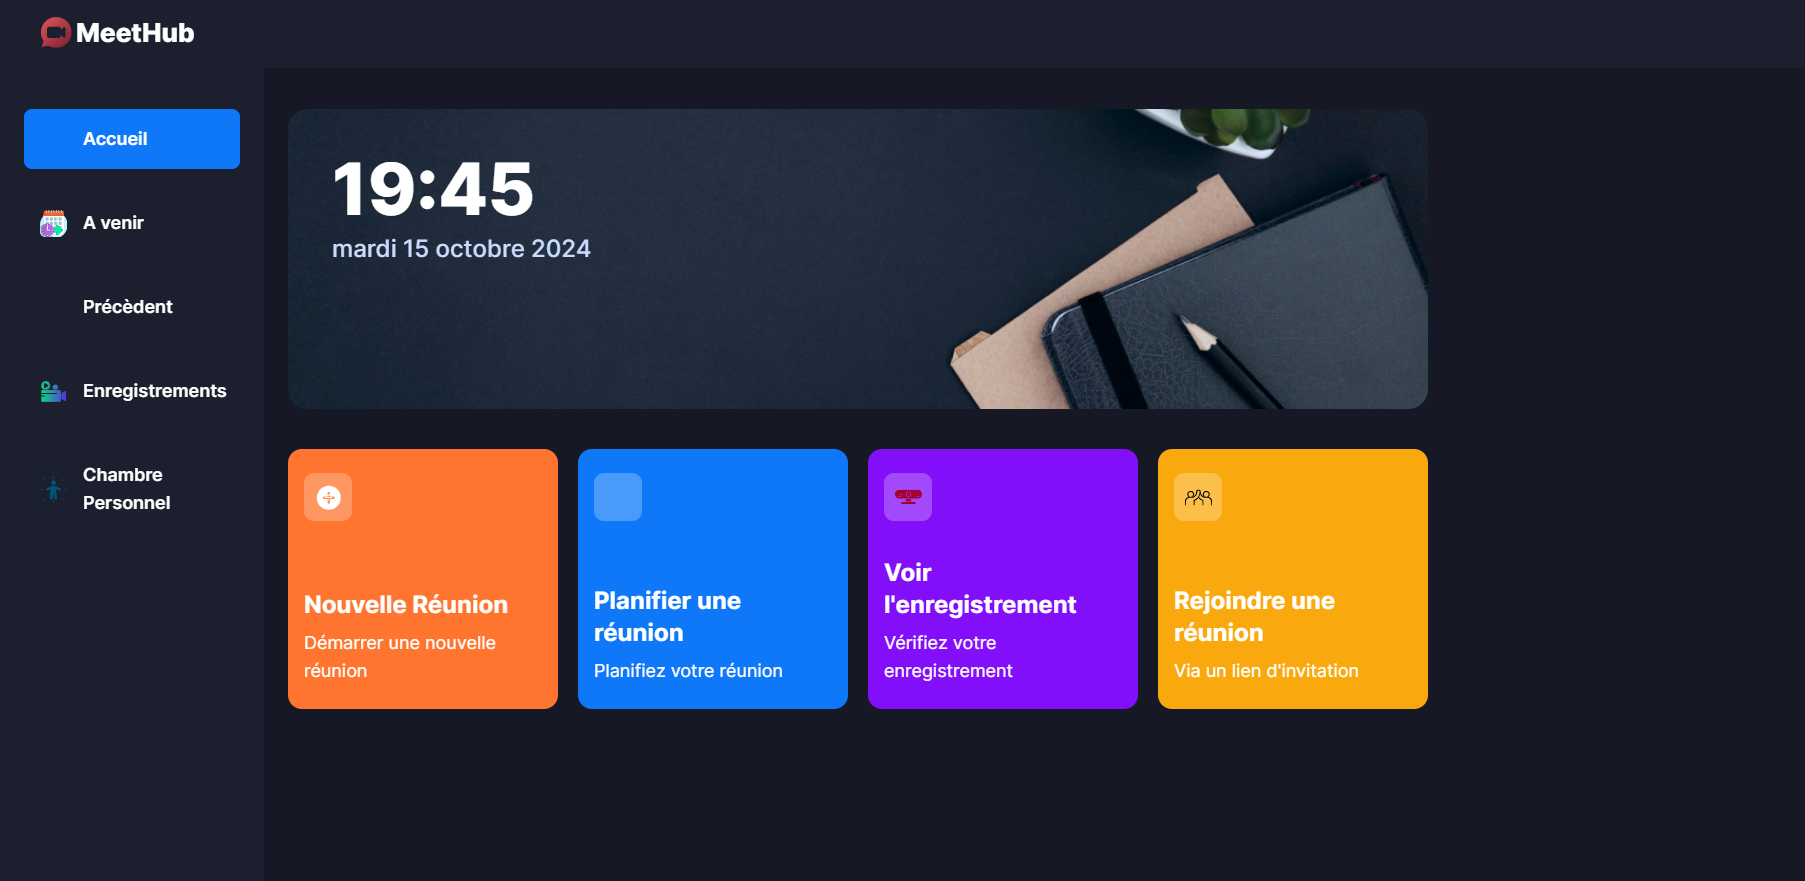 MeetHub
Accueil
A venir
Précèdent
Enregistrements
Chambre
Personnel
19:45
mardi 15 octobre 2024
Nouvelle Réunion
Démarrer une nouvelle
réunion
Planifier une
réunion
Planifiez votre réunion
Voir
l'enregistrement
Vérifiez votre
enregistrement
Rejoindre une
réunion
Via un lien d'invitation